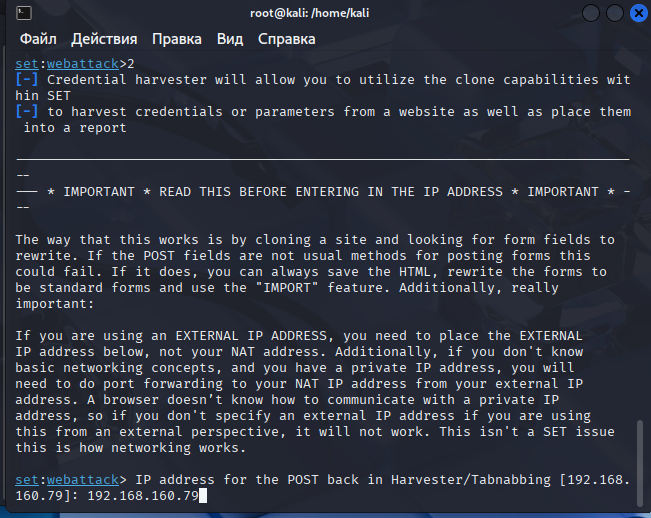 root@kali: /home/kali
Файл Действия Правка Вид Справка
set:webattack>2
[-] Credential harvester will allow you to utilize the clone capabilities wit
hin SET
[-] to harvest credentials or parameters from a website as well as place them
 into a report
-------------------------------------------------------------------------------
--
--- * IMPORTANT * READ THIS BEFORE ENTERING IN THE IP ADDRESS * IMPORTANT * -
--
The way that this works is by cloning a site and looking for form fields to
rewrite. If the POST fields are not usual methods for posting forms this
could fail. If it does, you can always save the HTML, rewrite the forms to
be standard forms and use the "IMPORT" feature. Additionally, really
important:
If you are using an EXTERNAL IP ADDRESS, you need to place the EXTERNAL
IP address below, not your NAT address. Additionally, if you don't know
basic networking concepts, and you have a private IP address, you will
need to do port forwarding to your NAT IP address from your external IP
address. A browser doesn’t know how to communicate with a private IP
address, so if you don't specify an external IP address if you are using
this from an external perspective, it will not work. This isn't a SET issue
this is how networking works.
set:webattack> IP address for the POST back in Harvester/Tabnabbing [192.168.
160.79]: 192.168.160.79